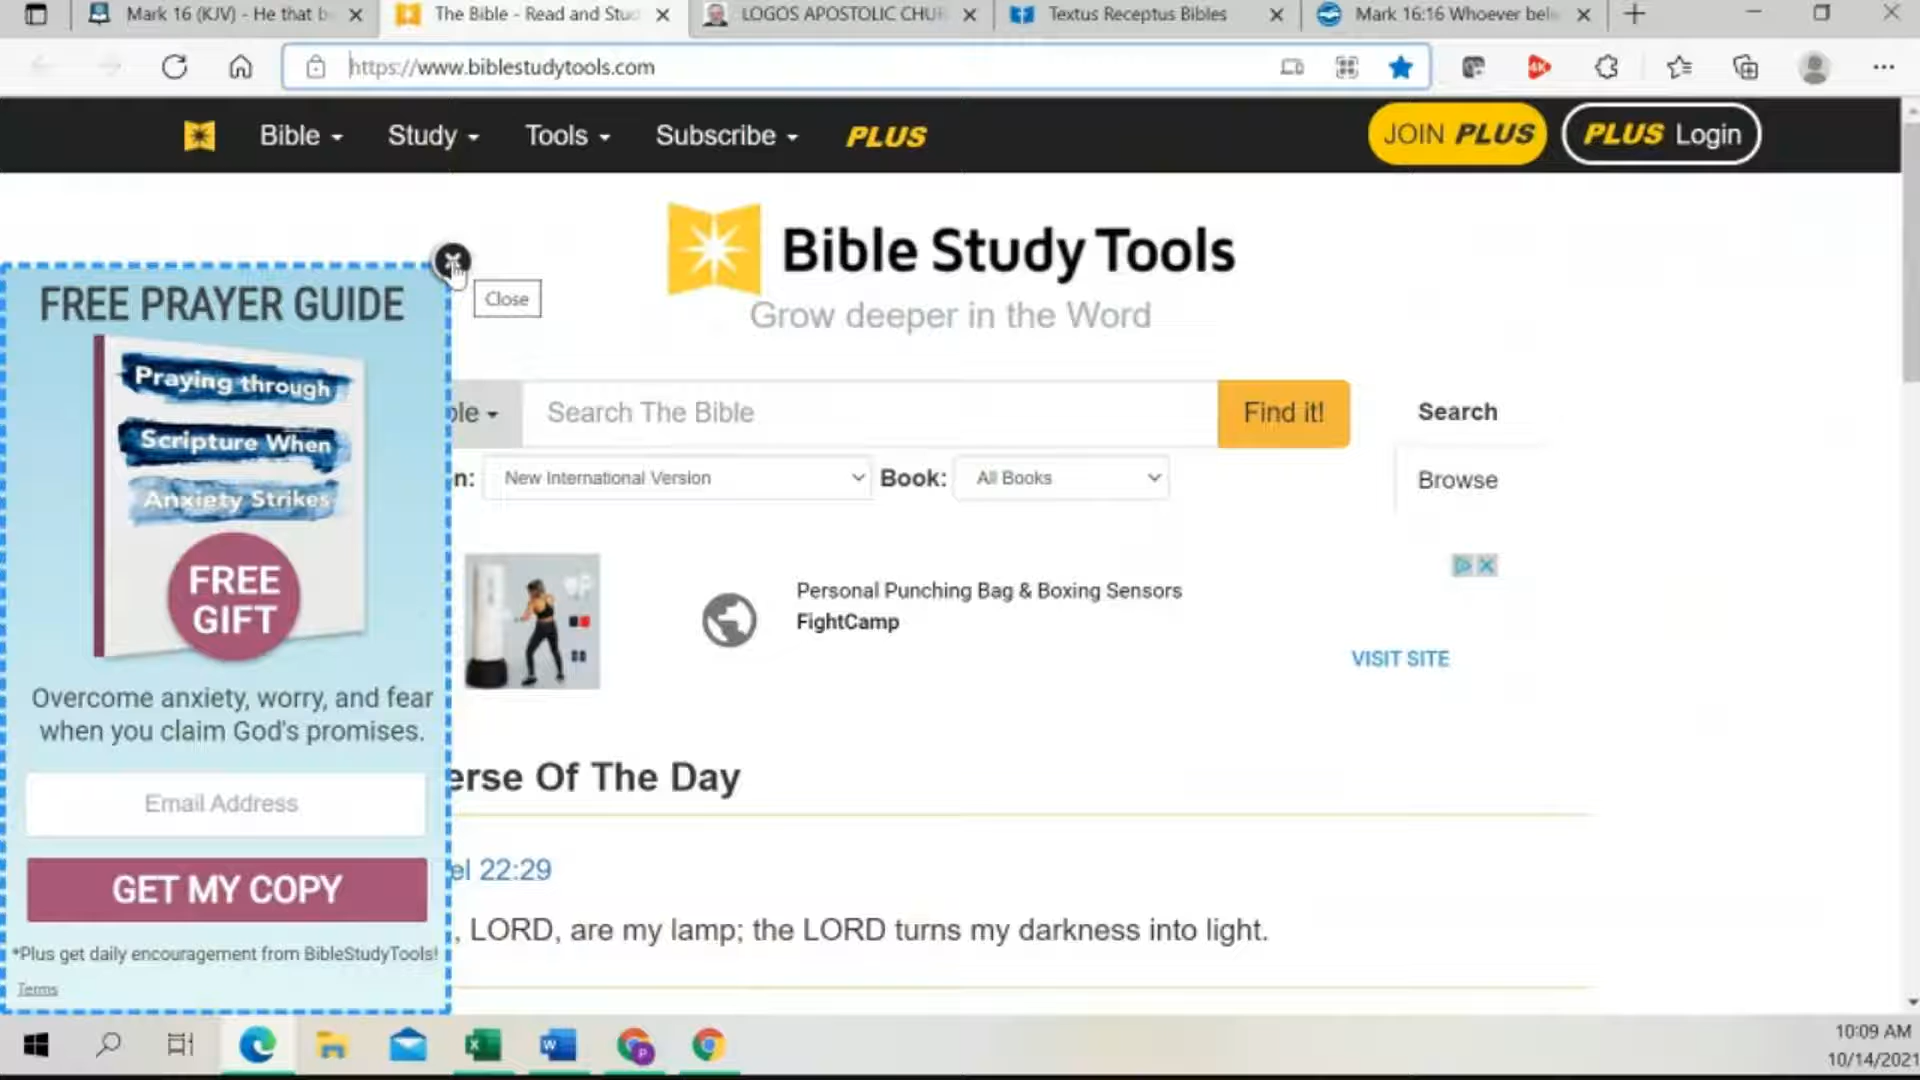 Mark 16 (KJV) - He that b
The Bible - Read and Stud
LOGOS APOSTOLIC CHUR
Textus Receptus Bibles
Mark 16:16 Whoever bel
https://www.biblestudytools.com
Bible
Study
Tools
Subscribe
PLUS
JOIN PLUS
PLUS Login
Bible Study Tools
Grow deeper in the Word
Close
FREE PRAYER GUIDE
Praying through
Scripture When
Anxiety Strikes
FREE
GIFT
Overcome anxiety, worry, and fear
when you claim God's promises.
Email Address
GET MY COPY
*Plus get daily encouragement from BibleStudyTools!
Terms
ble
Search The Bible
Find it!
Search
n: New International Version Book: All Books
Browse
Personal Punching Bag & Boxing Sensors
FightCamp
VISIT SITE
erse Of The Day
el 22:29
, LORD, are my lamp; the LORD turns my darkness into light.
10:09 AM
10/14/2021